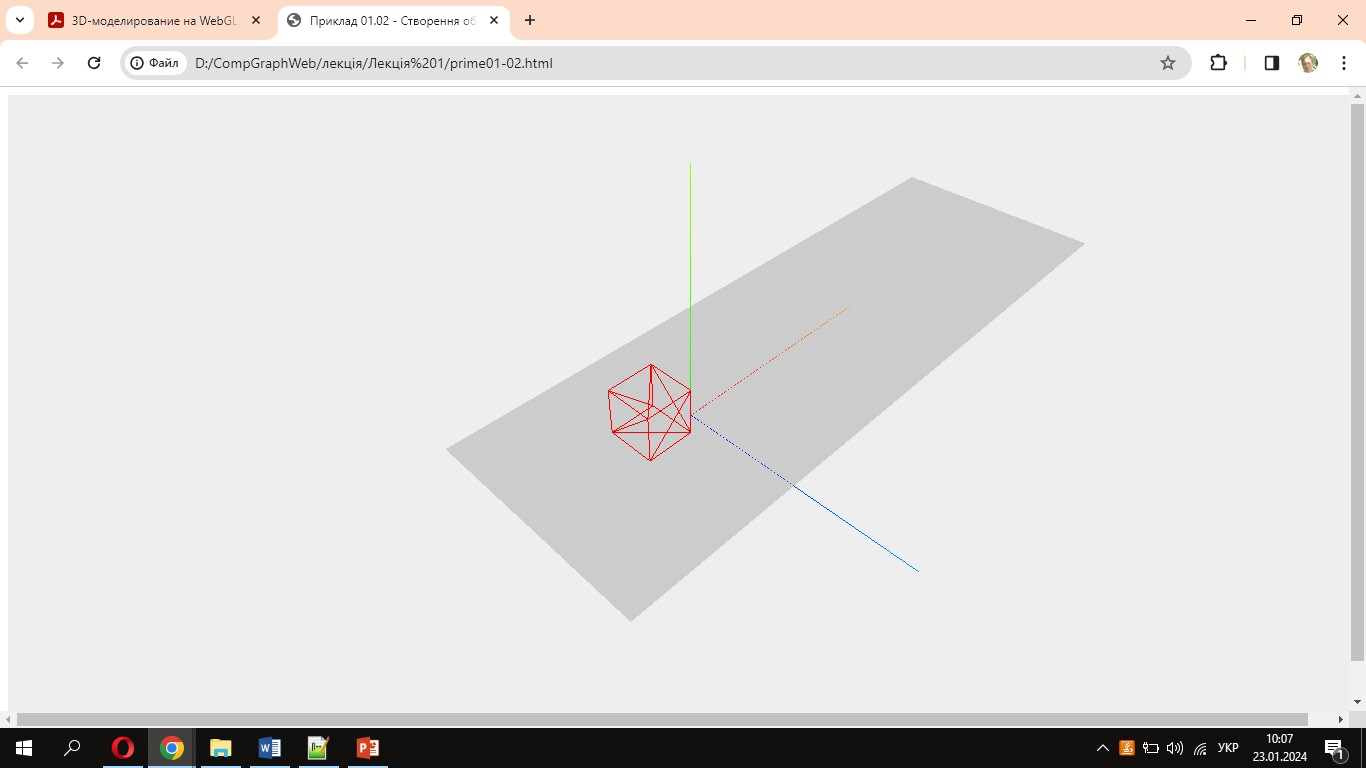 3D-моделирование на WebGL
Приклад 01.02 - Створення об
Файл
D:/CompGraphWeb/лекція/Лекція%201/prime01-02.html
УКР
10:07
23.01.2024
1